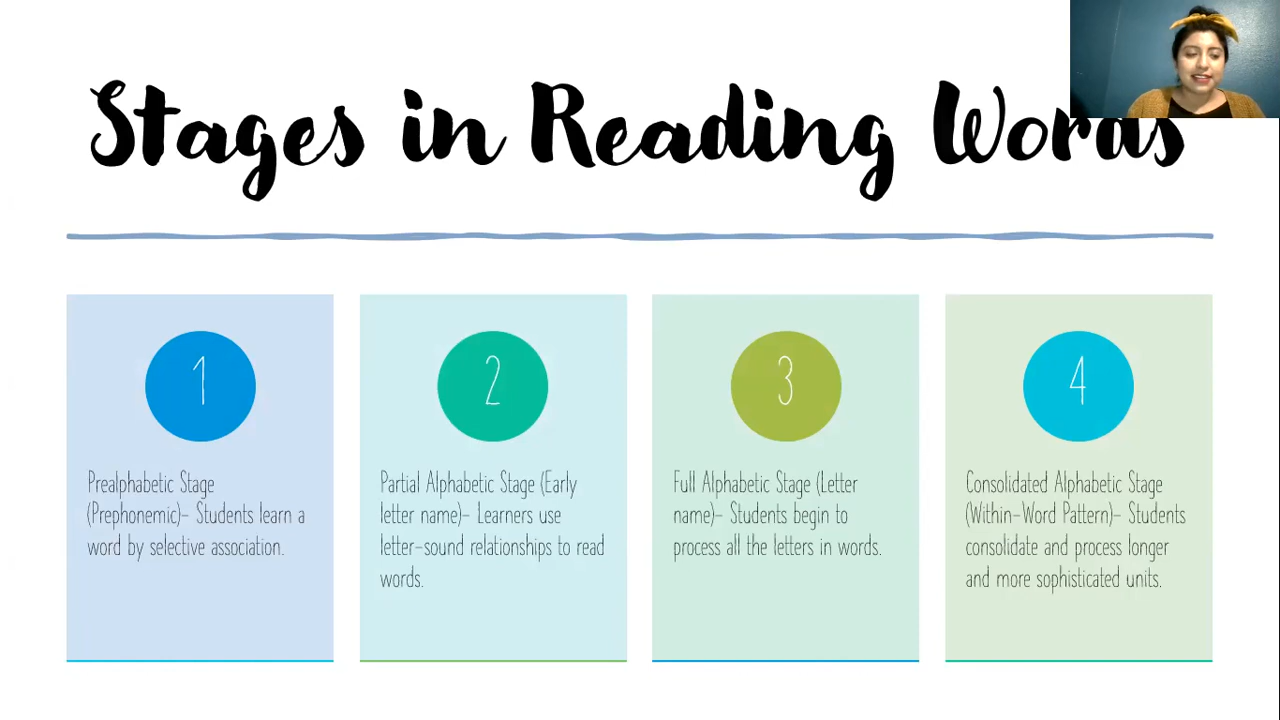 Stages in Reading Words
1
Prealphabetic Stage
(Prephonemic)- Students learn a
word by selective association.
2
Partial Alphabetic Stage (Early
letter name)- Learners use
letter-sound relationships to read
words.
3
Full Alphabetic Stage (Letter
name)- Students begin to
process all the letters in words.
4
Consolidated Alphabetic Stage
(Within-Word Pattern)- Students
consolidate and process longer
and more sophisticated units.